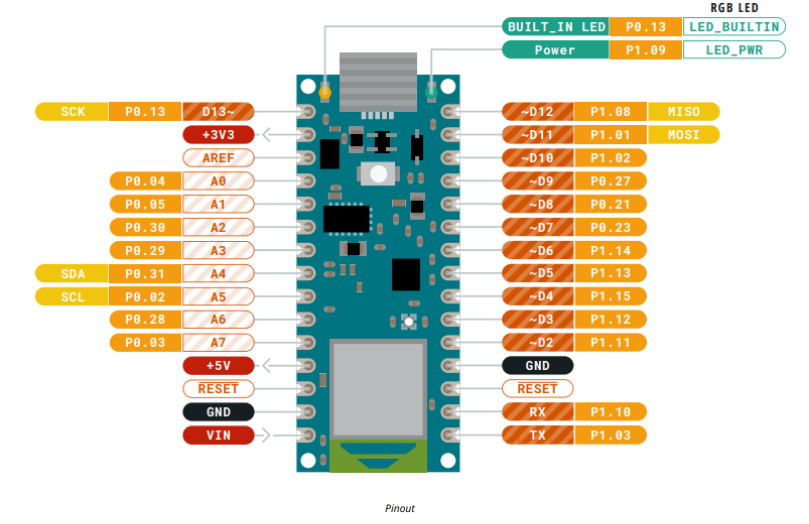 RGB LED
BUILT_IN LED P0.13 LED_BUILTIN
Power P1.09 LED_PWR
SCK P0.13 D13~
+3V3
AREF
P0.04 A0
P0.05 A1
P0.30 A2
P0.29 A3
SDA P0.31 A4
SCL P0.02 A5
P0.28 A6
P0.03 A7
+5V
RESET
GND
VIN
~D12 P1.08 MISO
~D11 P1.01 MOSI
~D10 P1.02
~D9 P0.27
~D8 P0.21
~D7 P0.23
~D6 P1.14
~D5 P1.13
~D4 P1.15
~D3 P1.12
~D2 P1.11
GND
RESET
RX P1.10
TX P1.03
Pinout